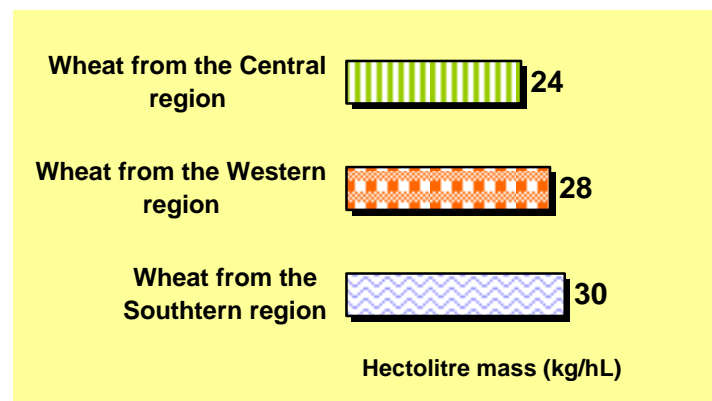 Wheat from the Central
region
24
Wheat from the Western
region
28
Wheat from the
Southtern region
30
Hectolitre mass (kg/hL)